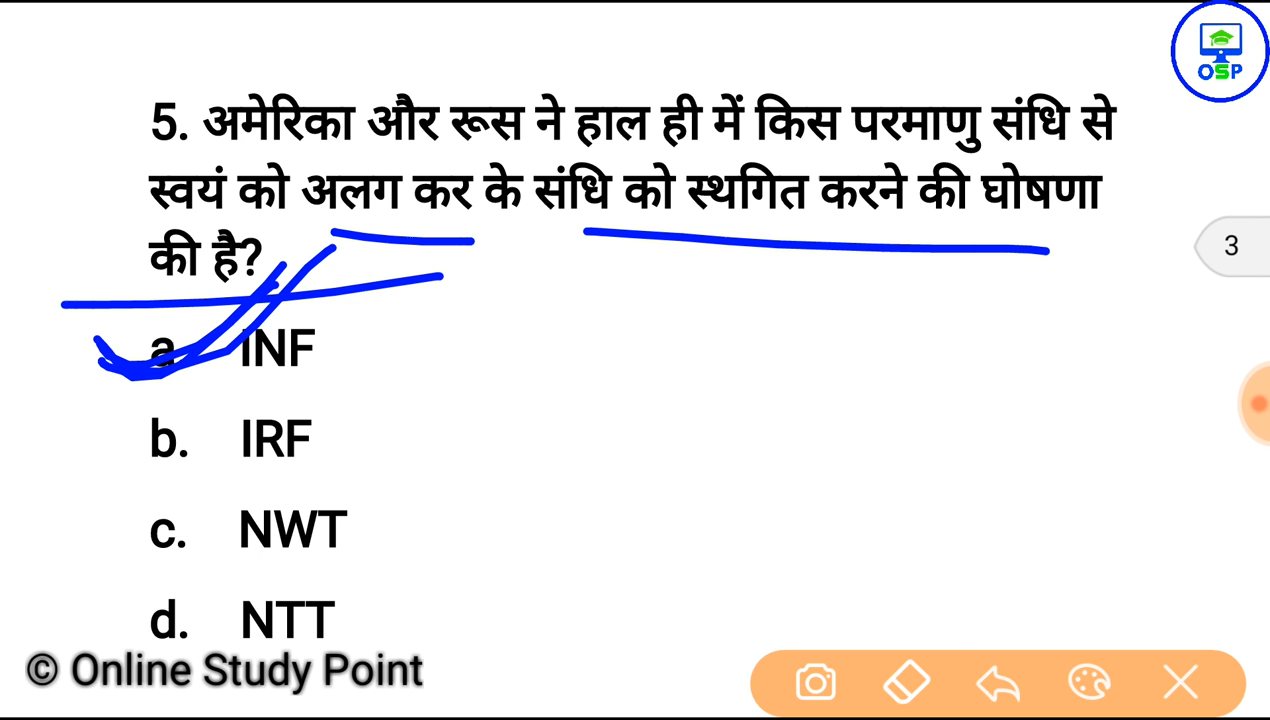 OSP
5. अमेरिका और रूस ने हाल ही में किस परमाणु संधि से
स्वयं को अलग कर के संधि को स्थगित करने की घोषणा
की है?
3
a. INF
b. IRF
c. NWT
d. NTT
© Online Study Point